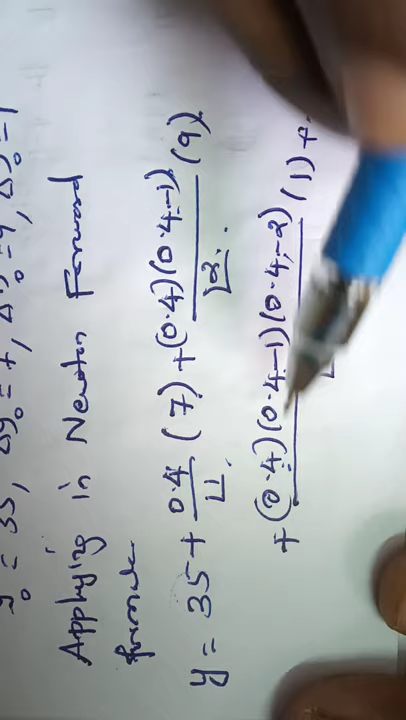 y₀ = 35, Δy₀ = 7, Δ²y₀ = 9, Δ³y₀ = 1
Applying in Newton Forward
formula
y = 35 + 0.4/∟1 (7) + (0.4)(0.4-1)/∟2 (9)
+ (0.4)(0.4-1)(0.4-2)/∟ (1) +